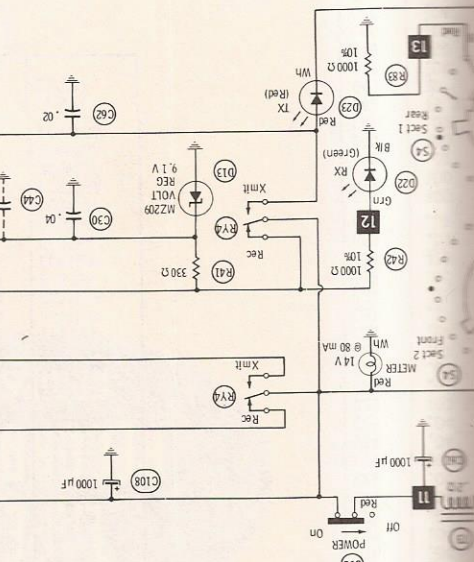 POWER
On
Off
Red
11
1000 µF
C108
1000 µF
Rec
RY4
Xmit
Red
METER
14 V
@ 80 mA
Wh
S4
Sect 2
Front
R42
1000 Ω
10%
12
Grn
D22
RX
(Green)
Blk
Rec
RY4
Xmit
R41
330 Ω
D13
MZ209
VOLT
REG
9.1 V
C30
.04
C44
S4
Sect 1
Rear
Red
D23
TX
(Red)
Wh
C62
.02
R83
1000 Ω
10%
13
Red